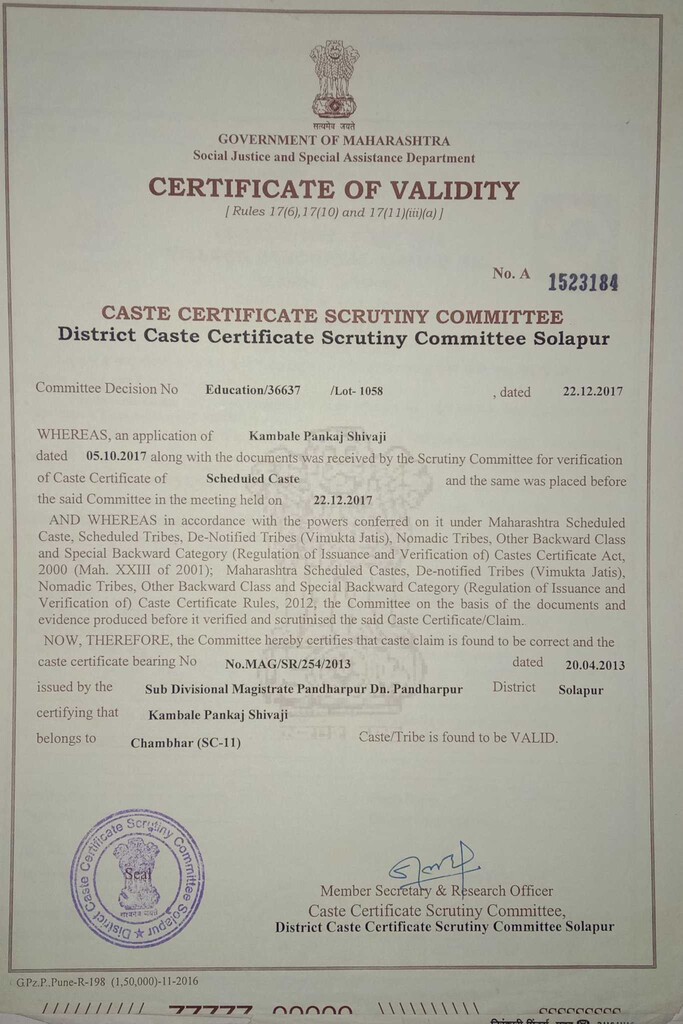 सत्यमेव जयते
GOVERNMENT OF MAHARASHTRA
Social Justice and Special Assistance Department
CERTIFICATE OF VALIDITY
[ Rules 17(6),17(10) and 17(11)(iii)(a) ]
No. A 1523184
CASTE CERTIFICATE SCRUTINY COMMITTEE
District Caste Certificate Scrutiny Committee Solapur
Committee Decision No Education/36637 /Lot- 1058 , dated 22.12.2017
WHEREAS, an application of Kambale Pankaj Shivaji
dated 05.10.2017 along with the documents was received by the Scrutiny Committee for verification
of Caste Certificate of Scheduled Caste and the same was placed before
the said Committee in the meeting held on 22.12.2017
AND WHEREAS in accordance with the powers conferred on it under Maharashtra Scheduled
Caste, Scheduled Tribes, De-Notified Tribes (Vimukta Jatis), Nomadic Tribes, Other Backward Class
and Special Backward Category (Regulation of Issuance and Verification of) Castes Certificate Act,
2000 (Mah. XXIII of 2001); Maharashtra Scheduled Castes, De-notified Tribes (Vimukta Jatis),
Nomadic Tribes, Other Backward Class and Special Backward Category (Regulation of Issuance and
Verification of) Caste Certificate Rules, 2012, the Committee on the basis of the documents and
evidence produced before it verified and scrutinised the said Caste Certificate/Claim.
NOW, THEREFORE, the Committee hereby certifies that caste claim is found to be correct and the
caste certificate bearing No No.MAG/SR/254/2013 dated 20.04.2013
issued by the Sub Divisional Magistrate Pandharpur Dn. Pandharpur District Solapur
certifying that Kambale Pankaj Shivaji
belongs to Chambhar (SC-11) Caste/Tribe is found to be VALID.
District Caste Certificate Scrutiny Committee Solapur
Seal
सत्यमेव जयते
Member Secretary & Research Officer
Caste Certificate Scrutiny Committee,
District Caste Certificate Scrutiny Committee Solapur
G.Pz.P.,Pune-R-198 (1,50,000)-11-2016